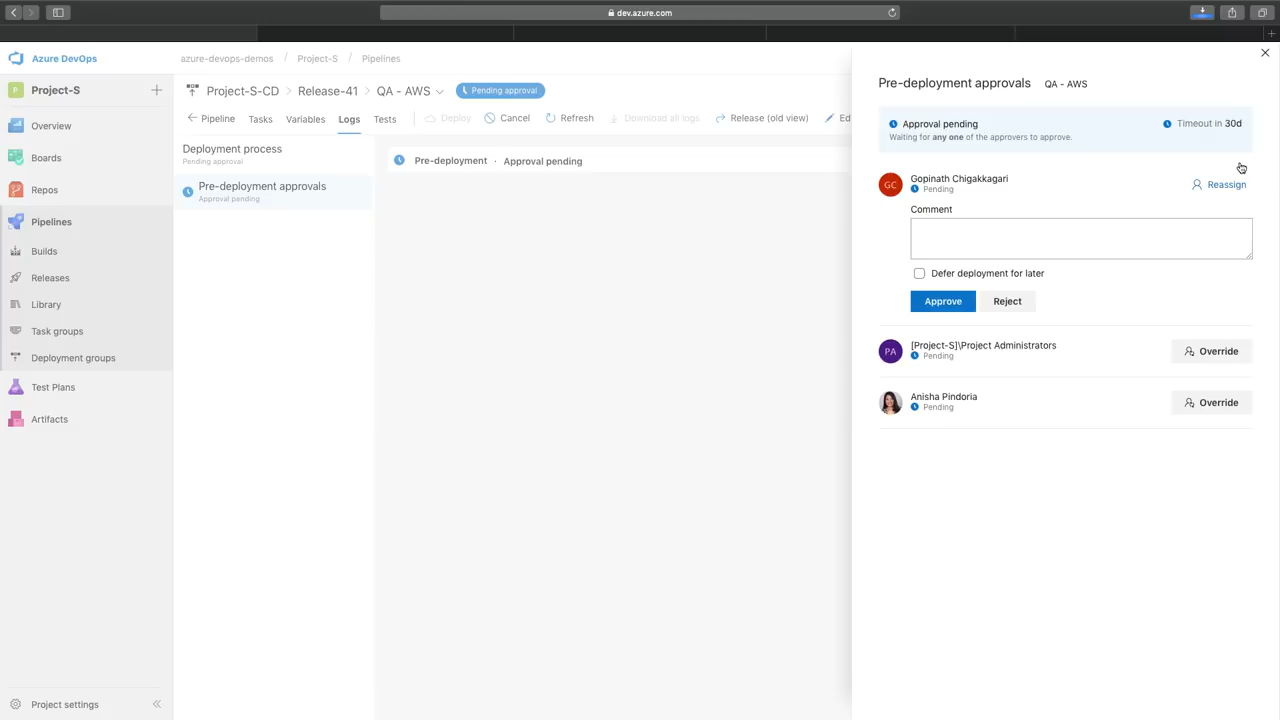 dev.azure.com
Azure DevOps
azure-devops-demos / Project-S / Pipelines
P Project-S
Project-S-CD > Release-41 > QA - AWS Pending approval
Pipeline Tasks Variables Logs Tests Deploy Cancel Refresh Download all logs Release (old view) Ed
Overview
Boards
Repos
Pipelines
Builds
Releases
Library
Task groups
Deployment groups
Test Plans
Artifacts
Project settings
Deployment process
Pending approval
Pre-deployment approvals
Approval pending
Pre-deployment · Approval pending
Pre-deployment approvals QA - AWS
Approval pending Timeout in 30d
Waiting for any one of the approvers to approve.
GC Gopinath Chigakkagari
Pending
Reassign
Comment
Defer deployment for later
Approve Reject
PA [Project-S]\Project Administrators
Pending
Override
Anisha Pindoria
Pending
Override